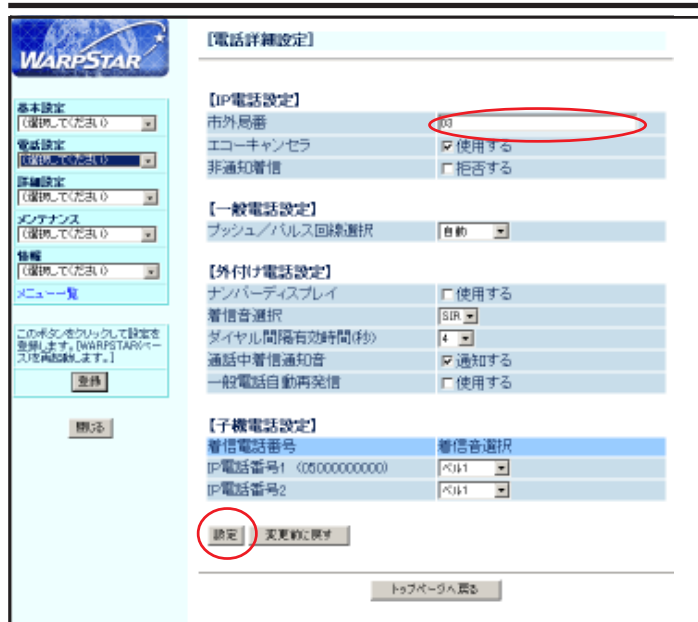 WARPSTAR
基本設定
(選択してください)
電話設定
(選択してください)
詳細設定
(選択してください)
メンテナンス
(選択してください)
情報
(選択してください)
メニュー一覧
このボタンをクリックして設定を
登録します。[WARPSTARベー
スを再起動します。]
登録
閉じる
[電話詳細設定]
【IP電話設定】
市外局番 03
エコーキャンセラ 使用する
非通知着信 拒否する
【一般電話設定】
プッシュ／パルス回線選択 自動
【外付け電話設定】
ナンバーディスプレイ 使用する
着信音選択 SIR
ダイヤル間隔有効時間(秒) 4
通話中着信通知音 通知する
一般電話自動再発信 使用する
【子機電話設定】
着信電話番号 着信音選択
IP電話番号1 (05000000000) ベル1
IP電話番号2 ベル1
設定 変更前に戻す
トップページへ戻る